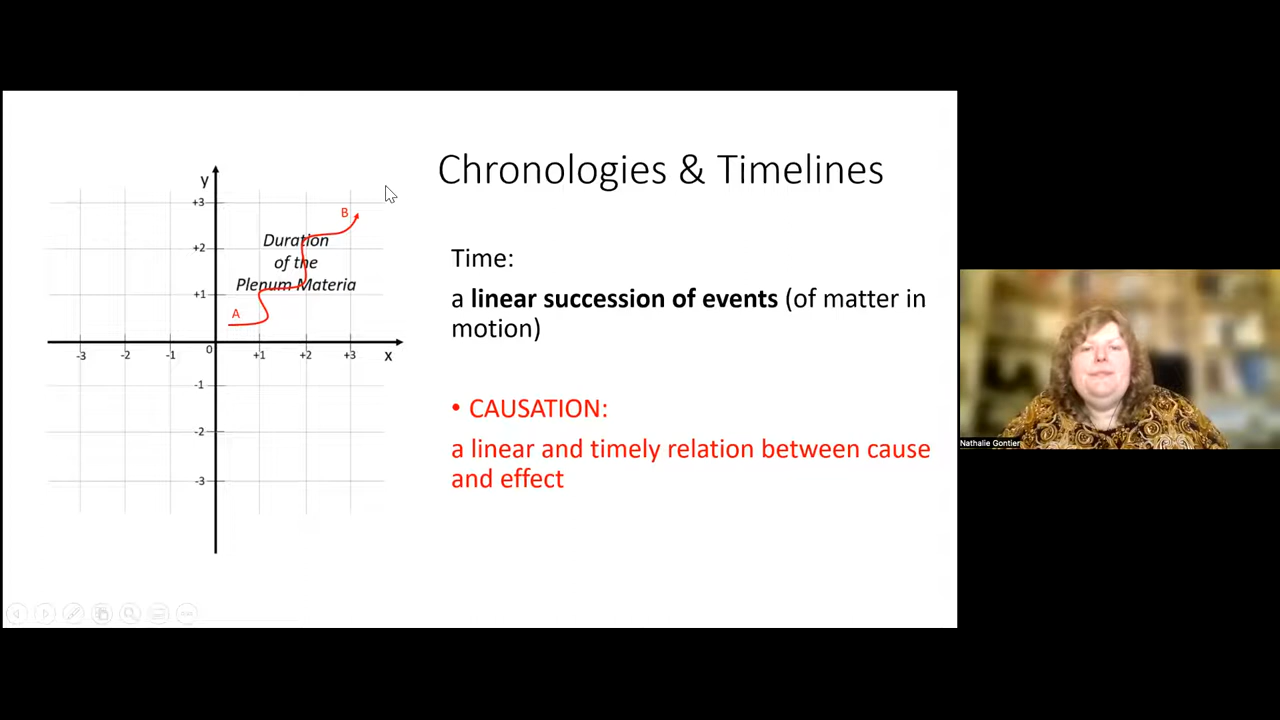 Chronologies & Timelines
y
+3
+2
+1
0
-1
-2
-3
-3
-2
-1
+1
+2
+3
x
B
Duration
of the
Plenum Materia
A
Time:
a linear succession of events (of matter in
motion)
• CAUSATION:
a linear and timely relation between cause
and effect
Nathalie Gontier